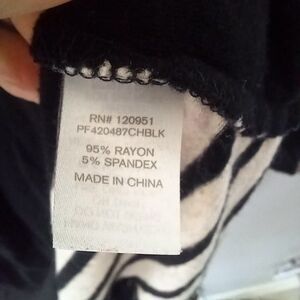 RN# 120951
PF420487CHBLK
95% RAYON
5% SPANDEX
MADE IN CHINA